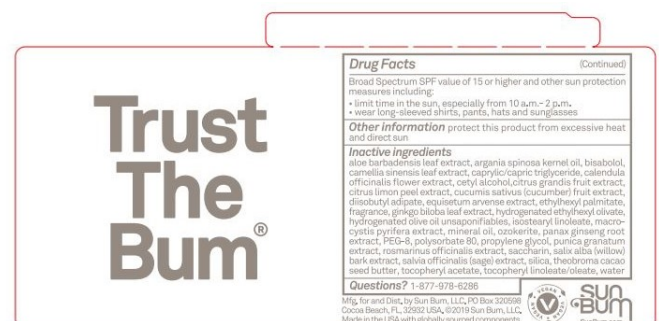 Trust
The
Bum®
Drug Facts (Continued)
Broad Spectrum SPF value of 15 or higher and other sun protection
measures including:
• limit time in the sun, especially from 10 a.m.- 2 p.m.
• wear long-sleeved shirts, pants, hats and sunglasses
Other information protect this product from excessive heat
and direct sun
Inactive ingredients
aloe barbadensis leaf extract, argania spinosa kernel oil, bisabolol,
camellia sinensis leaf extract, caprylic/capric triglyceride, calendula
officinalis flower extract, cetyl alcohol,citrus grandis fruit extract,
citrus limon peel extract, cucumis sativus (cucumber) fruit extract,
diisobutyl adipate, equisetum arvense extract, ethylhexyl palmitate,
fragrance, ginkgo biloba leaf extract, hydrogenated ethylhexyl olivate,
hydrogenated olive oil unsaponifiables, isostearyl linoleate, macro-
cystis pyrifera extract, mineral oil, ozokerite, panax ginseng root
extract, PEG-8, polysorbate 80, propylene glycol, punica granatum
extract, rosmarinus officinalis extract, saccharin, salix alba (willow)
bark extract, salvia officinalis (sage) extract, silica, theobroma cacao
seed butter, tocopheryl acetate, tocopheryl linoleate/oleate, water
Questions? 1-877-978-6286
Mfg. for and Dist. by Sun Bum, LLC, PO Box 320598
Cocoa Beach, FL, 32932 USA. ©2019 Sun Bum, LLC.
Made in the USA with globally sourced components
VEGAN
SUN
BUM